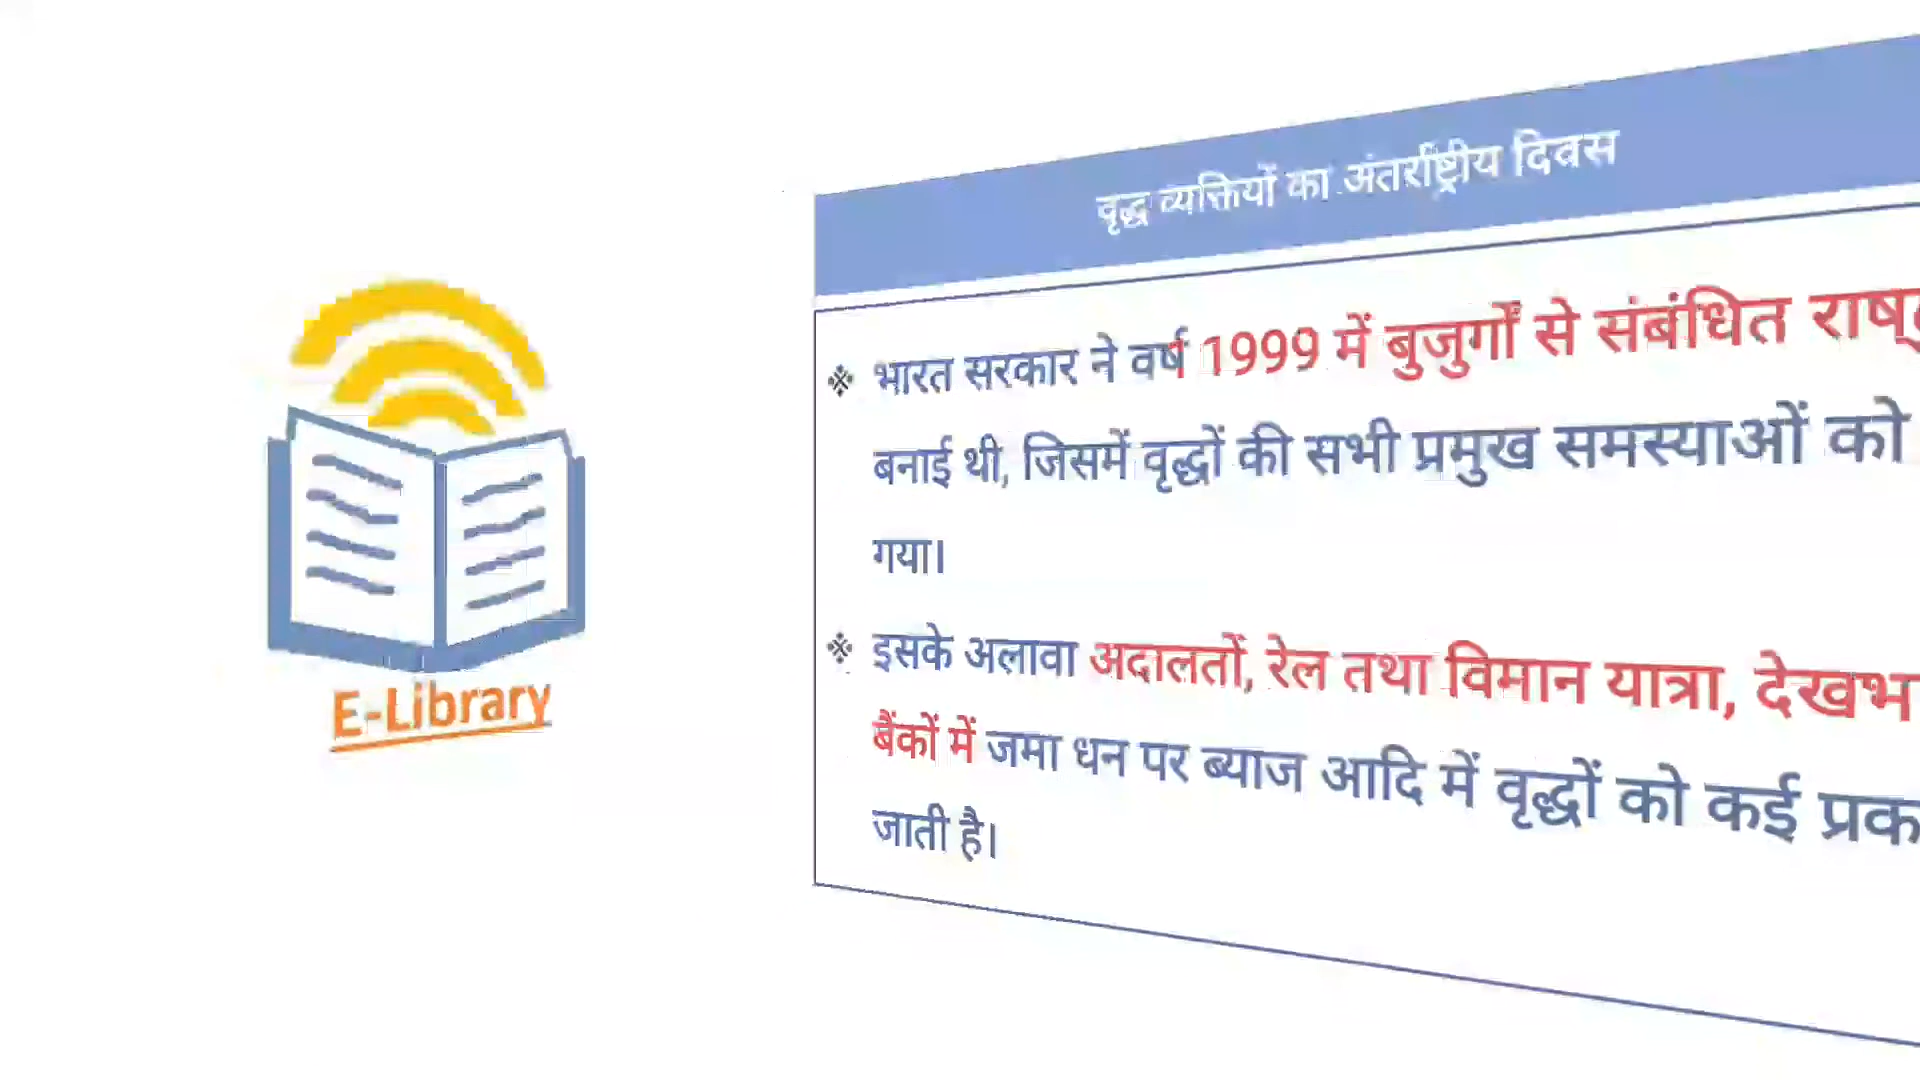 E-Library
वृद्ध व्यक्तियों का अंतर्राष्ट्रीय दिवस
❖ भारत सरकार ने वर्ष 1999 में बुजुर्गों से संबंधित
बनाई थी, जिसमें वृद्धों की सभी प्रमुख समस्याओं को
गया।
❖ इसके अलावा अदालतों, रेल तथा विमान यात्रा,
बैंकों में जमा धन पर ब्याज आदि में वृद्धों को कई
जाती है।